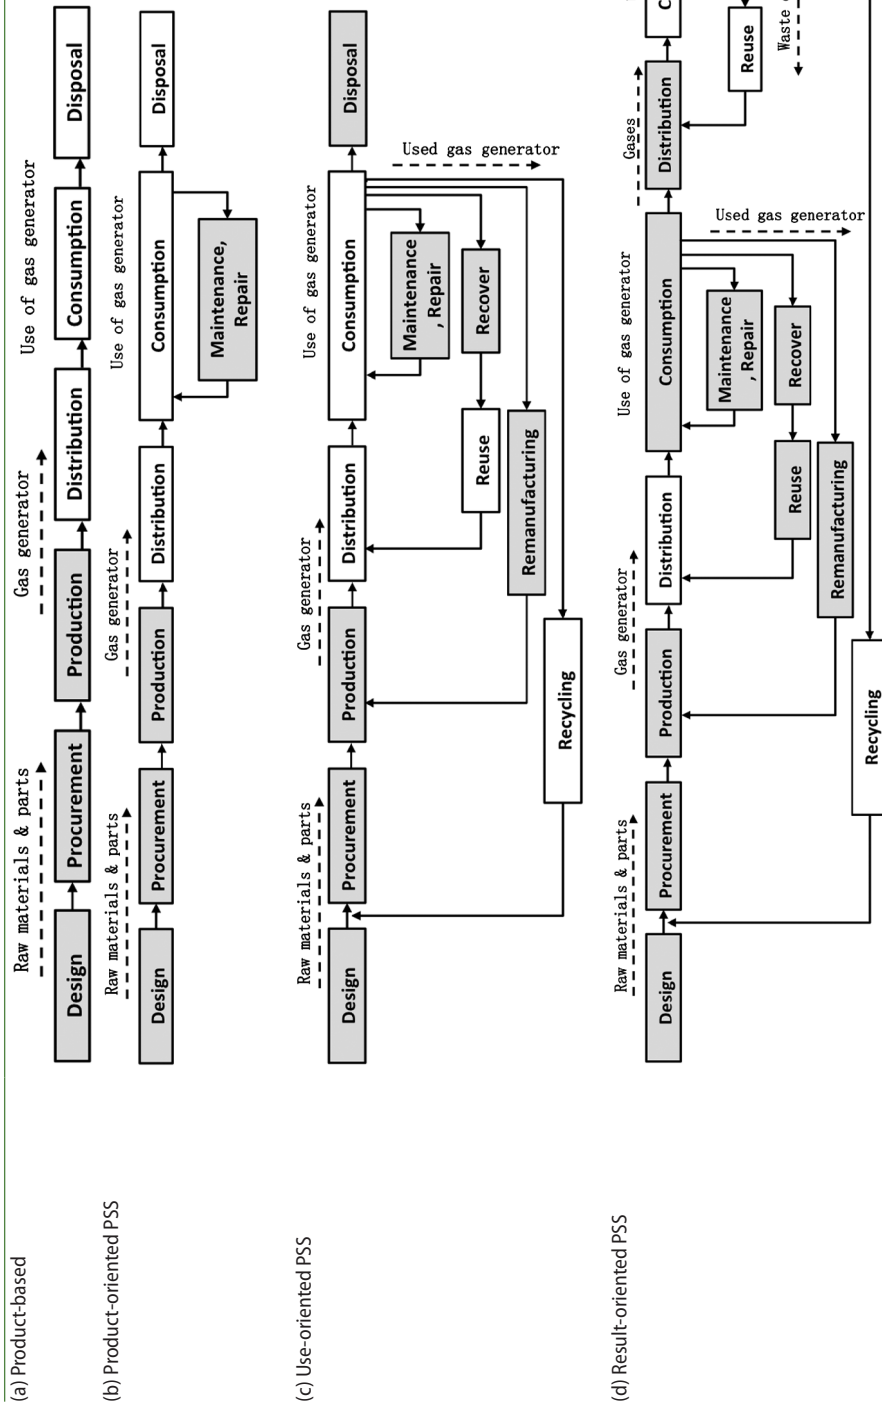 (a) Product-based
Raw materials & parts
Gas generator
Use of gas generator
Design
Procurement
Production
Distribution
Consumption
Disposal
(b) Product-oriented PSS
Raw materials & parts
Gas generator
Use of gas generator
Design
Procurement
Production
Distribution
Consumption
Disposal
Maintenance,
Repair
(c) Use-oriented PSS
Raw materials & parts
Gas generator
Use of gas generator
Design
Procurement
Production
Distribution
Consumption
Disposal
Used gas generator
Maintenance
, Repair
Reuse
Recover
Remanufacturing
Recycling
(d) Result-oriented PSS
Raw materials & parts
Gas generator
Use of gas generator
Gases
Design
Procurement
Production
Distribution
Consumption
Distribution
C
Used gas generator
Maintenance
, Repair
Reuse
Reuse
Recover
Waste
Remanufacturing
Recycling